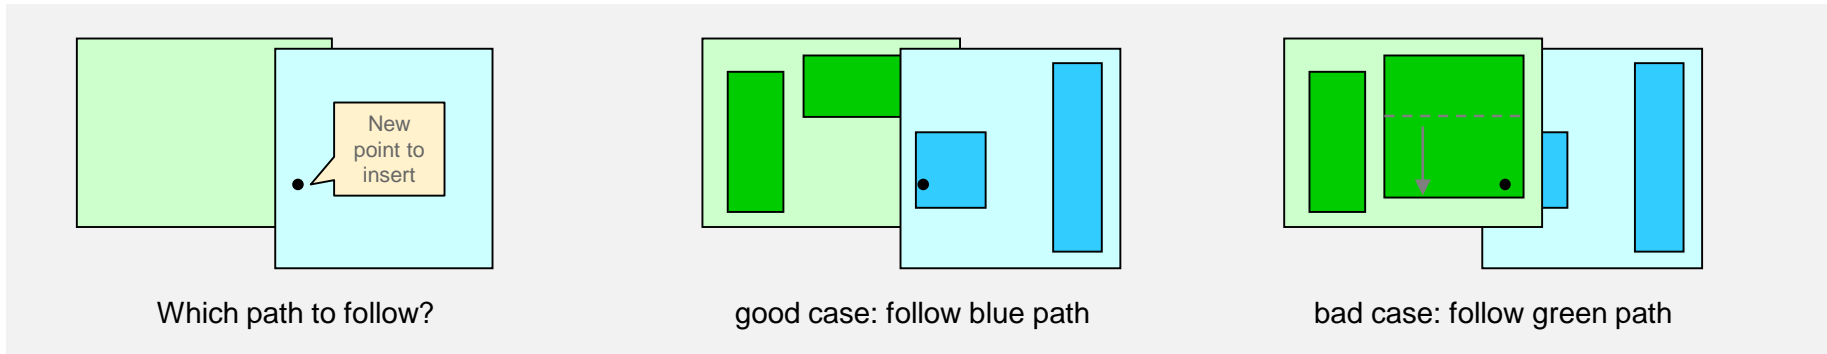 New
point to
insert
Which path to follow?
good case: follow blue path
bad case: follow green path